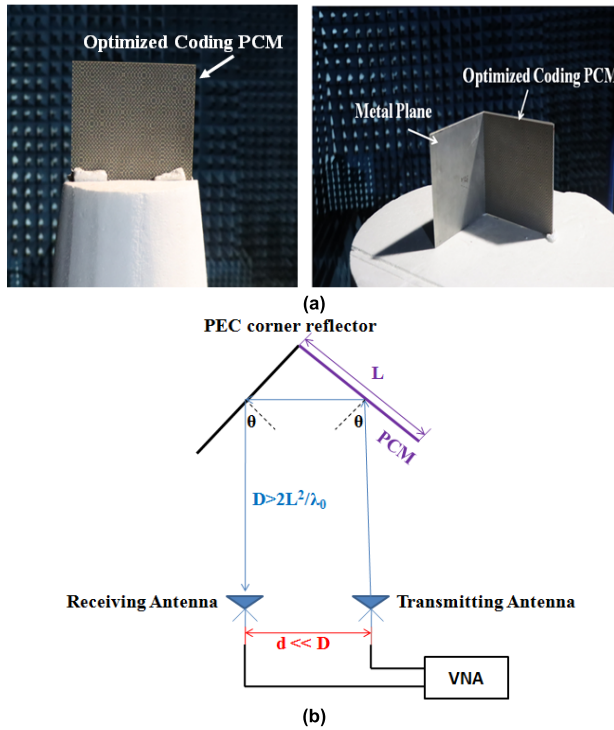 Optimized Coding PCM
Optimized Coding PCM
Metal Plane
(a)
PEC corner reflector
L
θ
θ
PCM
D>2L²/λ₀
Receiving Antenna
Transmitting Antenna
d << D
VNA
(b)